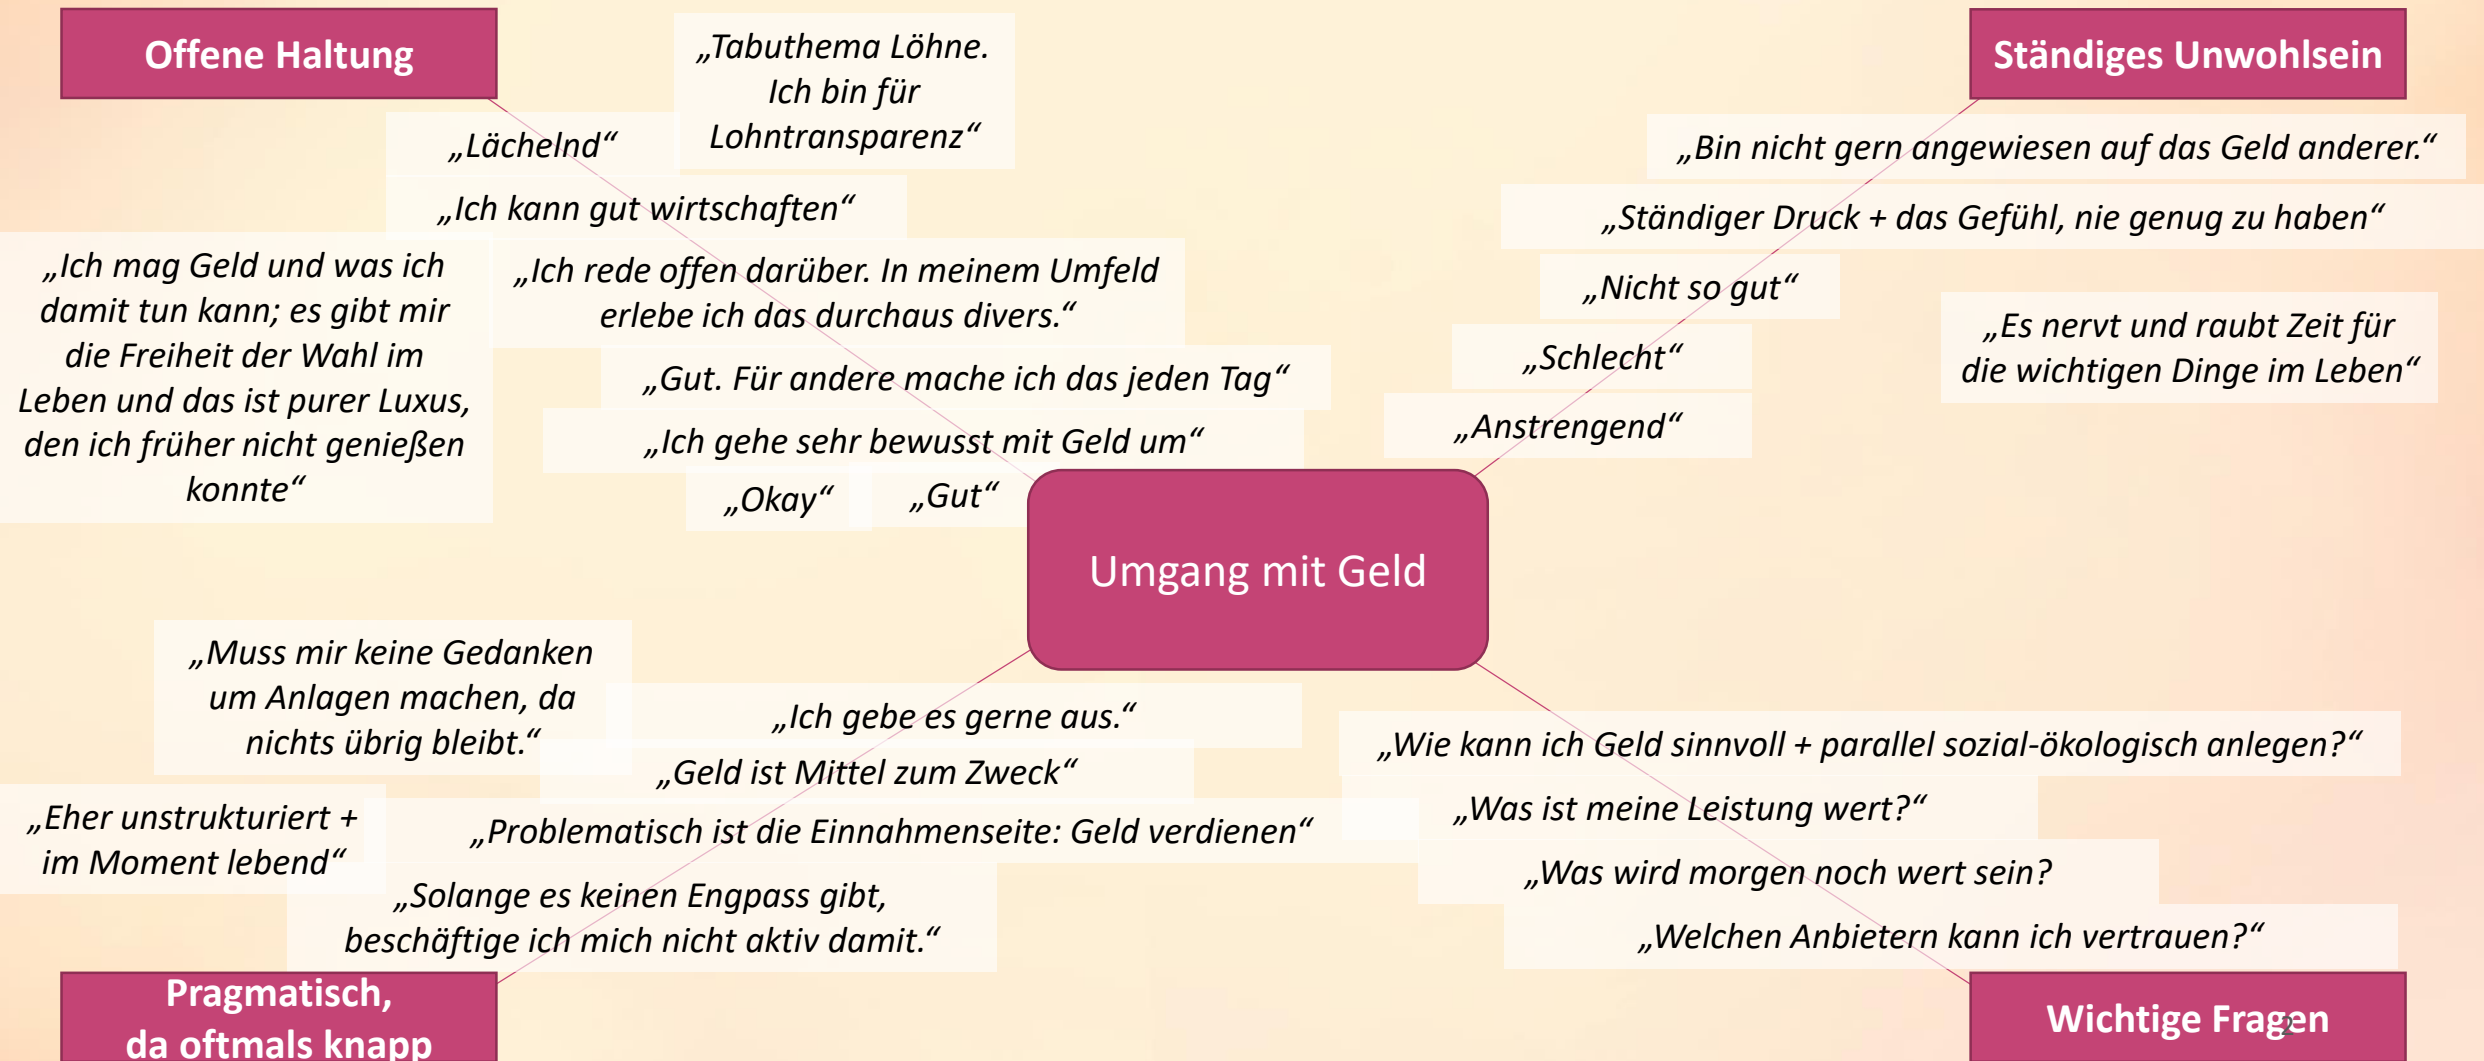 Offene Haltung
„Tabuthema Löhne.
Ich bin für
Lohntransparenz“
„Lächelnd“
„Ich kann gut wirtschaften“
„Ich mag Geld und was ich
damit tun kann; es gibt mir
die Freiheit der Wahl im
Leben und das ist purer Luxus,
den ich früher nicht genießen
konnte“
„Ich rede offen darüber. In meinem Umfeld
erlebe ich das durchaus divers.“
„Gut. Für andere mache ich das jeden Tag“
„Ich gehe sehr bewusst mit Geld um“
„Okay“
„Gut“
Ständiges Unwohlsein
„Bin nicht gern angewiesen auf das Geld anderer.“
„Ständiger Druck + das Gefühl, nie genug zu haben“
„Nicht so gut“
„Es nervt und raubt Zeit für
die wichtigen Dinge im Leben“
„Schlecht“
„Anstrengend“
Umgang mit Geld
„Muss mir keine Gedanken
um Anlagen machen, da
nichts übrig bleibt.“
„Ich gebe es gerne aus.“
„Geld ist Mittel zum Zweck“
„Eher unstrukturiert +
im Moment lebend“
„Problematisch ist die Einnahmenseite: Geld verdienen“
„Solange es keinen Engpass gibt,
beschäftige ich mich nicht aktiv damit.“
Pragmatisch,
da oftmals knapp
„Wie kann ich Geld sinnvoll + parallel sozial-ökologisch anlegen?“
„Was ist meine Leistung wert?“
„Was wird morgen noch wert sein?
„Welchen Anbietern kann ich vertrauen?“
Wichtige Fragen
2